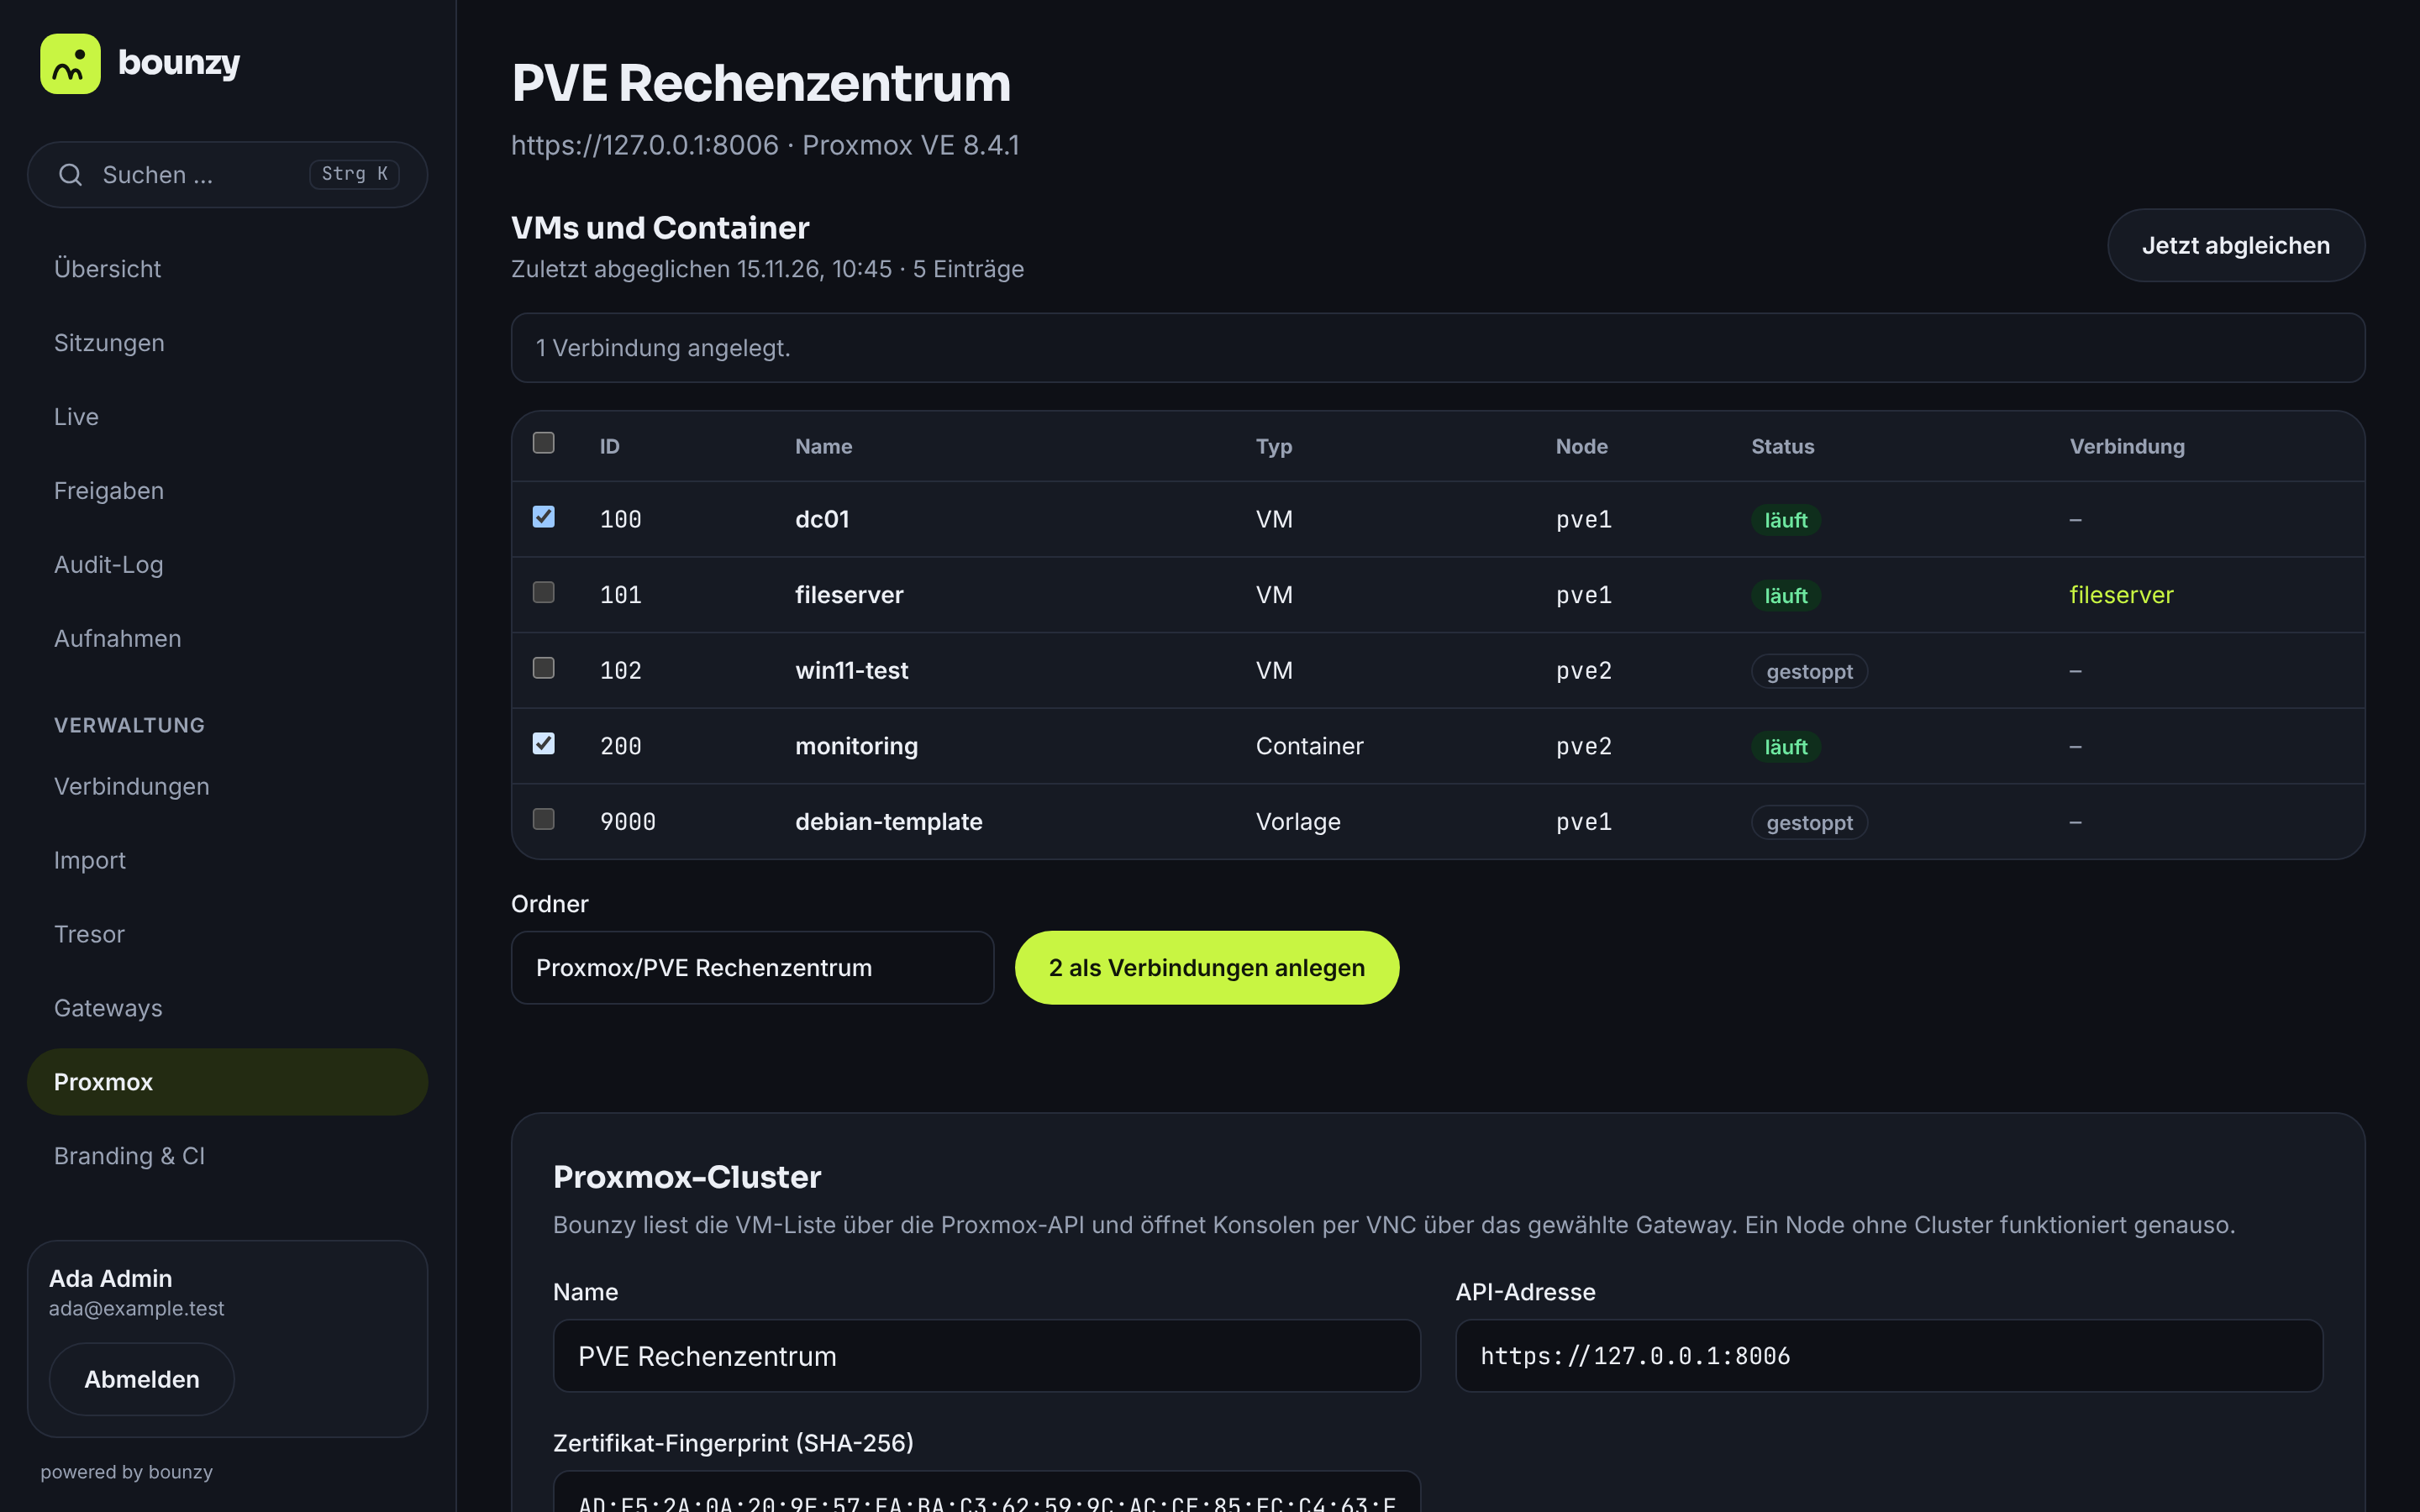 bounzy
Suchen ...
Strg K
Übersicht
Sitzungen
Live
Freigaben
Audit-Log
Aufnahmen
VERWALTUNG
Verbindungen
Import
Tresor
Gateways
Proxmox
Branding & CI
Ada Admin
ada@example.test
Abmelden
powered by bounzy
PVE Rechenzentrum
https://127.0.0.1:8006 · Proxmox VE 8.4.1
VMs und Container
Zuletzt abgeglichen 15.11.26, 10:45 · 5 Einträge
Jetzt abgleichen
1 Verbindung angelegt.
ID Name Typ Node Status Verbindung
100 dc01 VM pve1 läuft –
101 fileserver VM pve1 läuft fileserver
102 win11-test VM pve2 gestoppt –
200 monitoring Container pve2 läuft –
9000 debian-template Vorlage pve1 gestoppt –
Ordner
Proxmox/PVE Rechenzentrum
2 als Verbindungen anlegen
Proxmox-Cluster
Bounzy liest die VM-Liste über die Proxmox-API und öffnet Konsolen per VNC über das gewählte Gateway. Ein Node ohne Cluster funktioniert genauso.
Name
PVE Rechenzentrum
API-Adresse
https://127.0.0.1:8006
Zertifikat-Fingerprint (SHA-256)